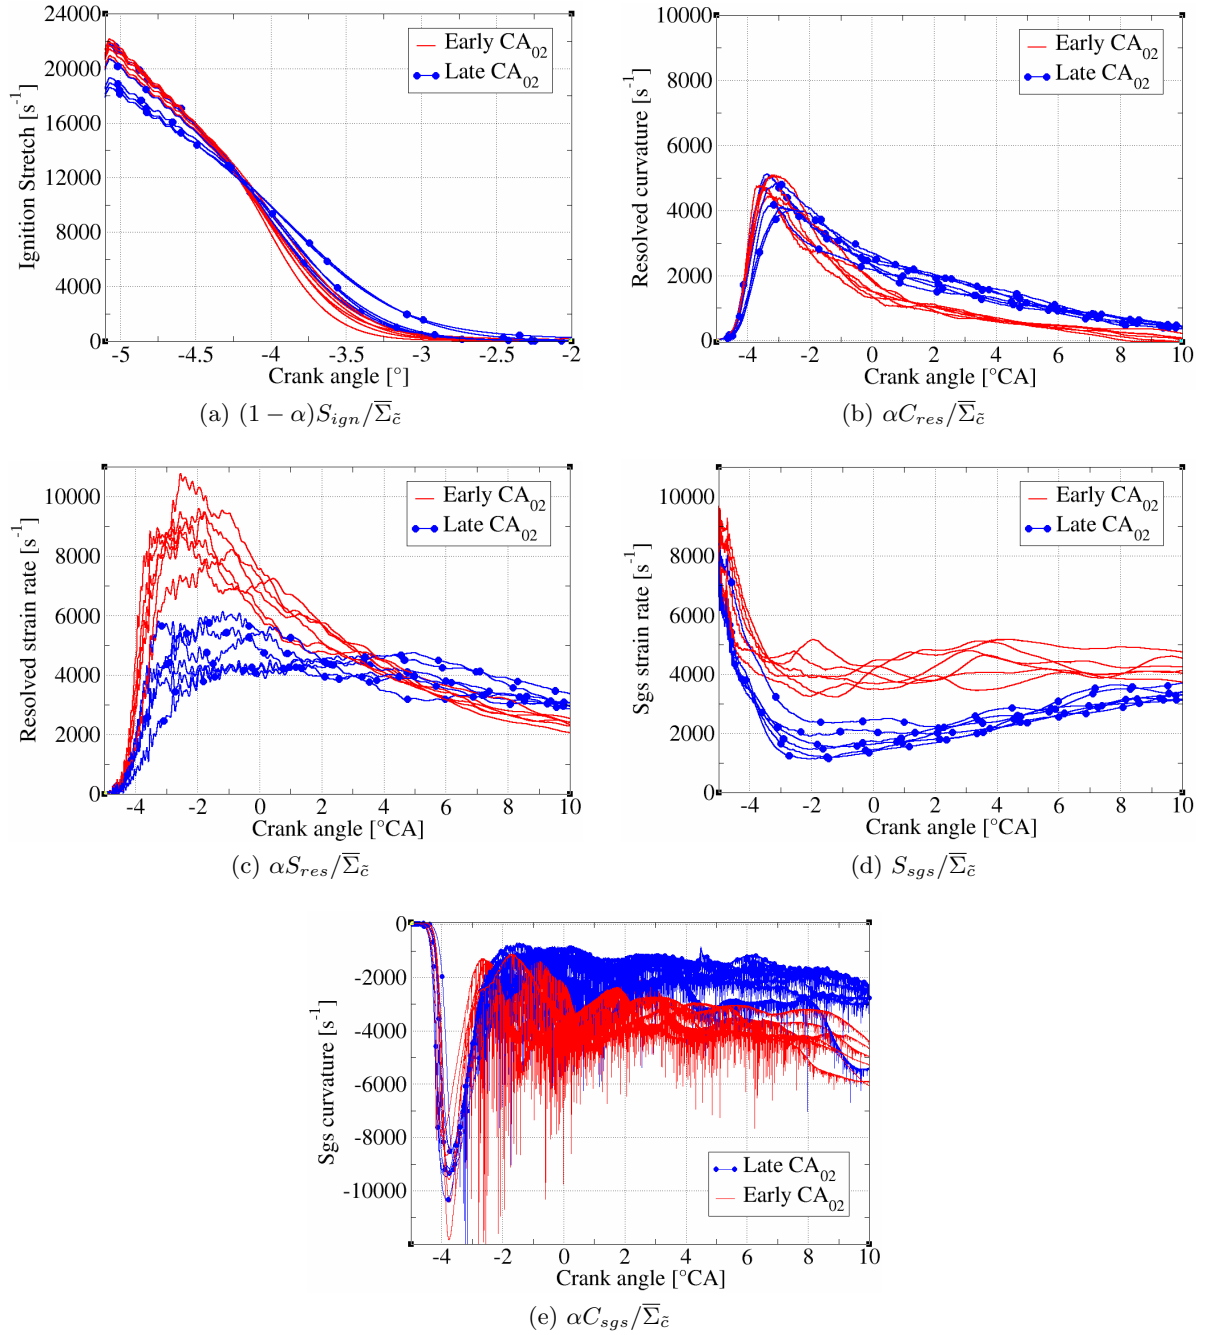 24000
20000
16000
12000
8000
4000
0
Ignition Stretch [s⁻¹]
Early CA₀₂
Late CA₀₂
-5 -4.5 -4 -3.5 -3 -2.5 -2
Crank angle [°]
(a) (1 − α)S_ign/Σ̅_c̃
10000
8000
6000
4000
2000
0
Resolved curvature [s⁻¹]
Early CA₀₂
Late CA₀₂
-4 -2 0 2 4 6 8 10
Crank angle [°CA]
(b) αC_res/Σ̅_c̃
10000
8000
6000
4000
2000
0
Resolved strain rate [s⁻¹]
Early CA₀₂
Late CA₀₂
-4 -2 0 2 4 6 8 10
Crank angle [°CA]
(c) αS_res/Σ̅_c̃
10000
8000
6000
4000
2000
0
Sgs strain rate [s⁻¹]
Early CA₀₂
Late CA₀₂
-4 -2 0 2 4 6 8 10
Crank angle [°CA]
(d) S_sgs/Σ̅_c̃
0
-2000
-4000
-6000
-8000
-10000
Sgs curvature [s⁻¹]
Late CA₀₂
Early CA₀₂
-4 -2 0 2 4 6 8 10
Crank angle [°CA]
(e) αC_sgs/Σ̅_c̃